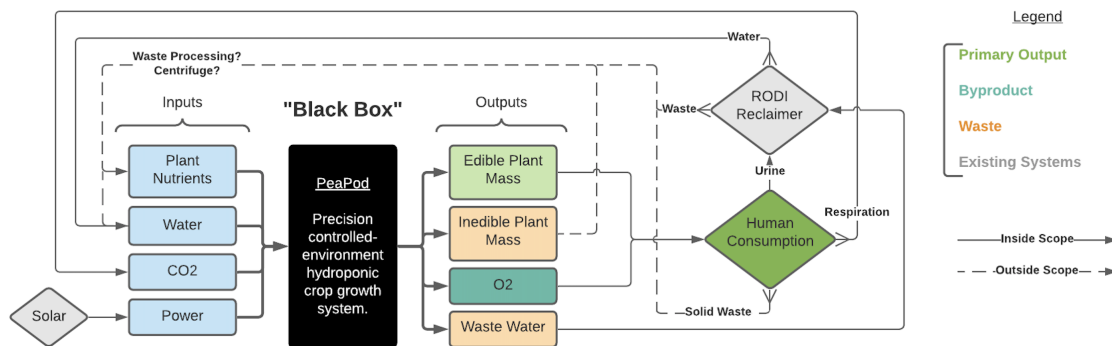 Legend
Water
Waste Processing?
Centrifuge?
Primary Output
Byproduct
Waste
Existing Systems
Inputs
"Black Box"
Outputs
RODI
Reclaimer
Waste
Plant
Nutrients
Edible Plant
Mass
Urine
PeaPod
Precision
controlled-
environment
hydroponic
crop growth
system.
Water
Inedible Plant
Mass
Human
Consumption
Respiration
Inside Scope
CO2
O2
Outside Scope
Solid Waste
Solar
Power
Waste Water